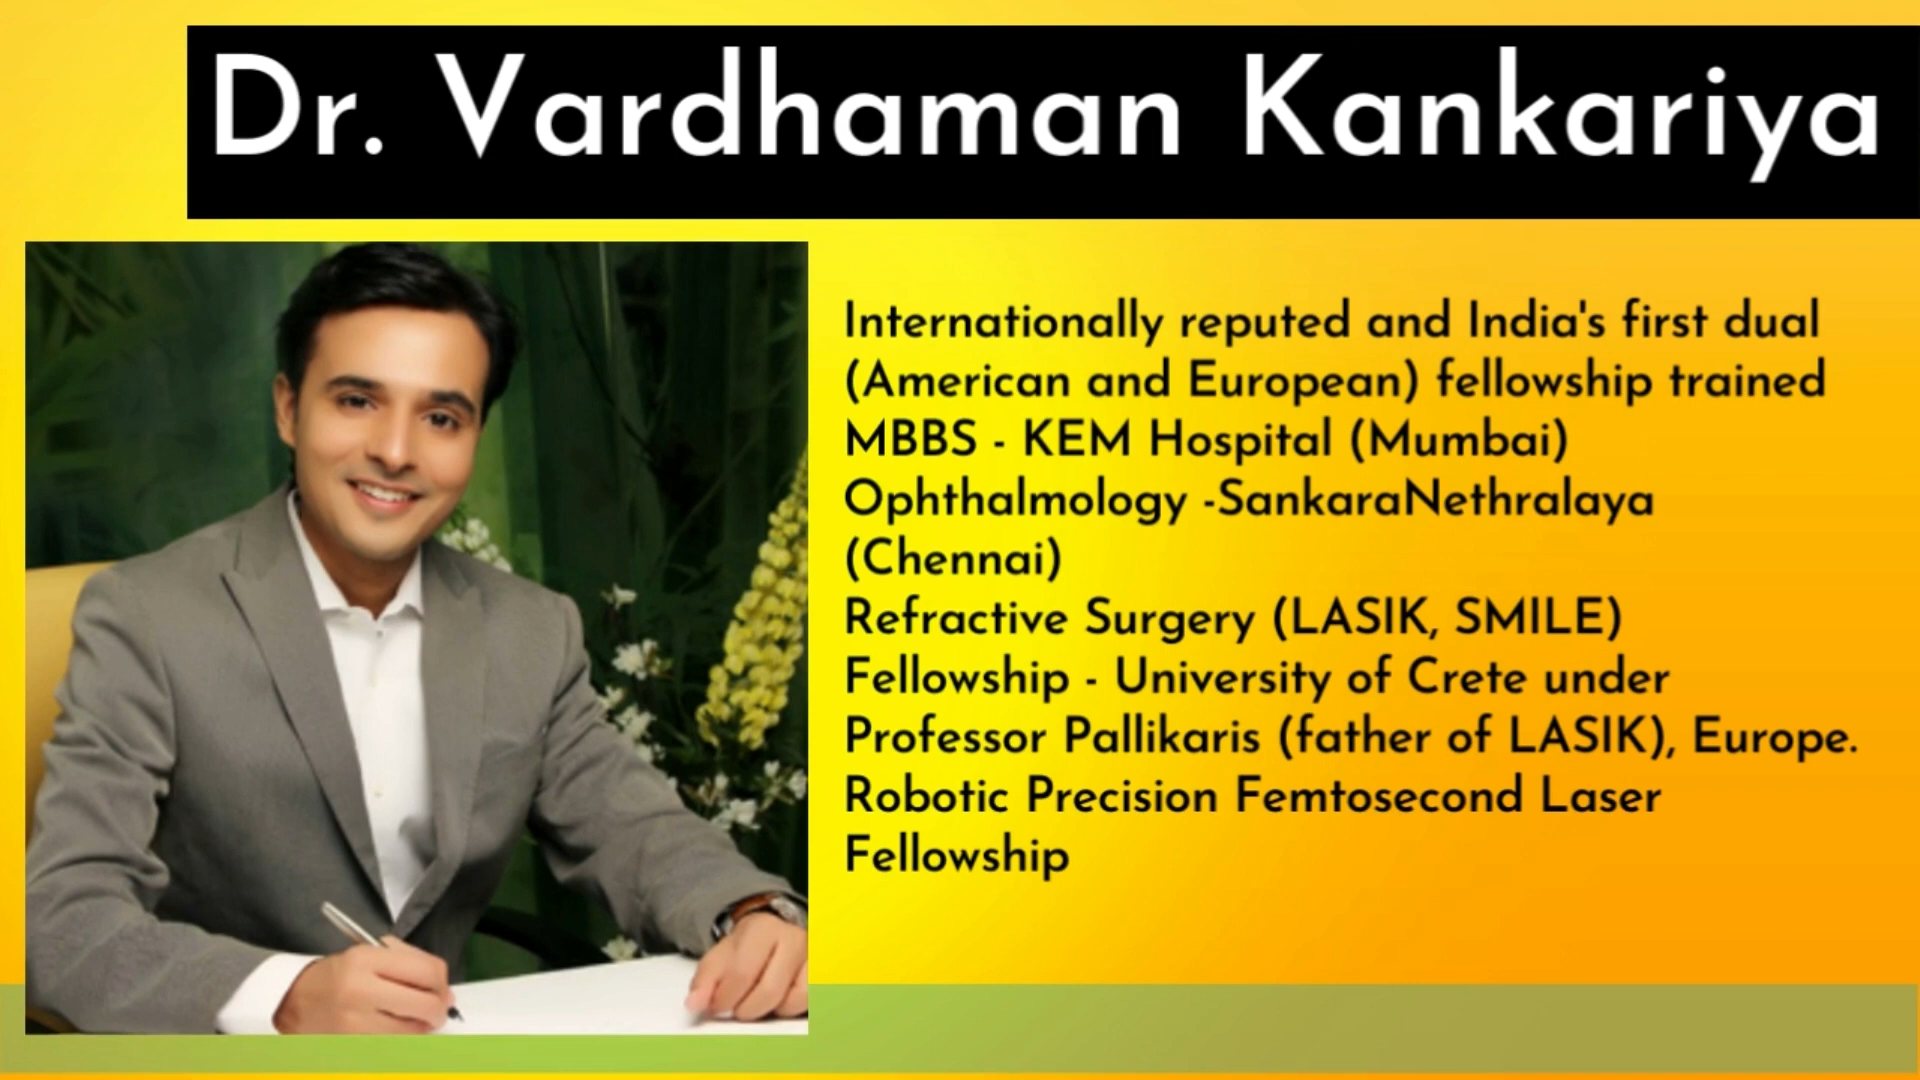 Dr. Vardhaman Kankariya
Internationally reputed and India's first dual
(American and European) fellowship trained
MBBS - KEM Hospital (Mumbai)
Ophthalmology -SankaraNethralaya
(Chennai)
Refractive Surgery (LASIK, SMILE)
Fellowship - University of Crete under
Professor Pallikaris (father of LASIK), Europe.
Robotic Precision Femtosecond Laser
Fellowship